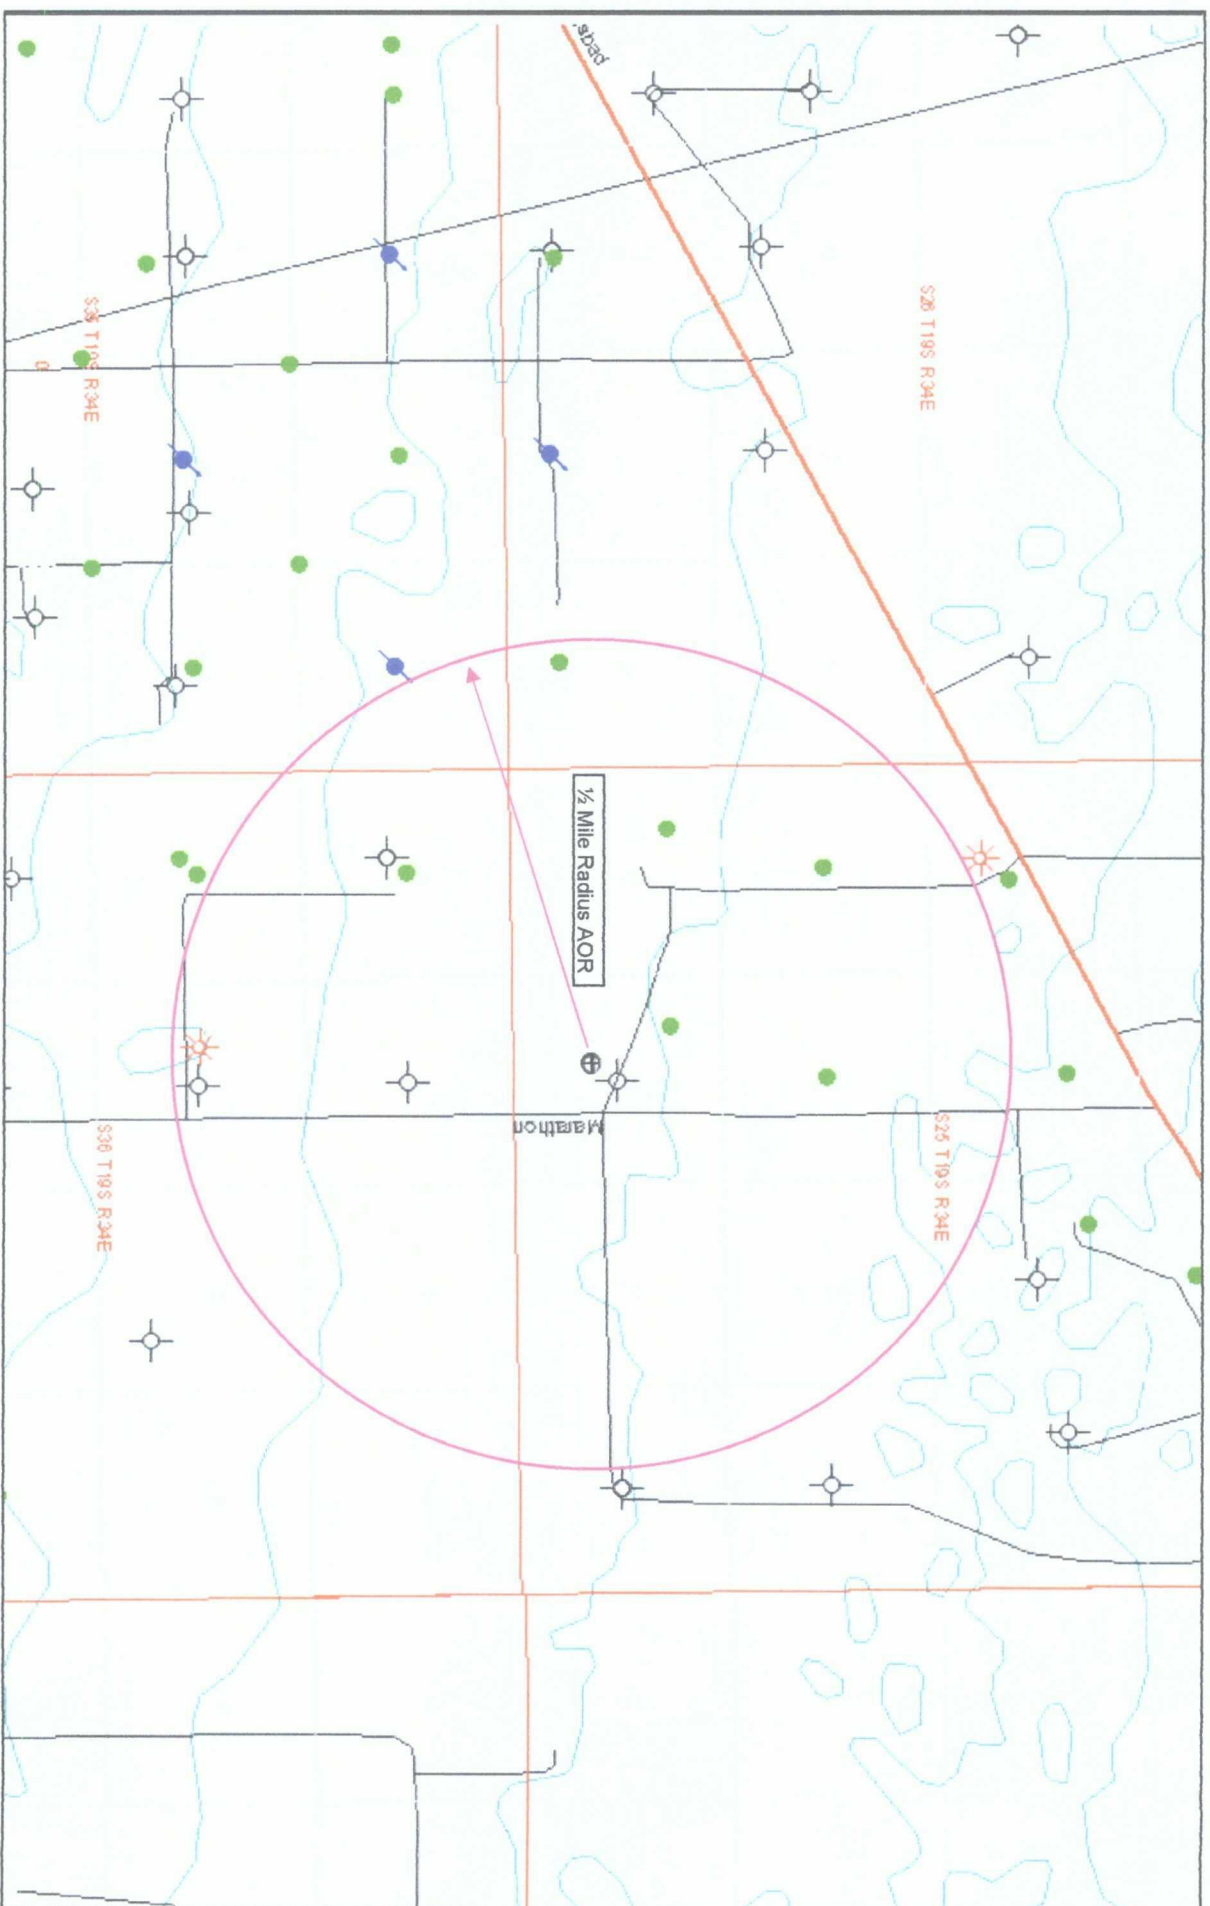 S26 T19S R34E
S35 T19S R34E
½ Mile Radius AOR
Marathon
S25 T19S R34E
S36 T19S R34E